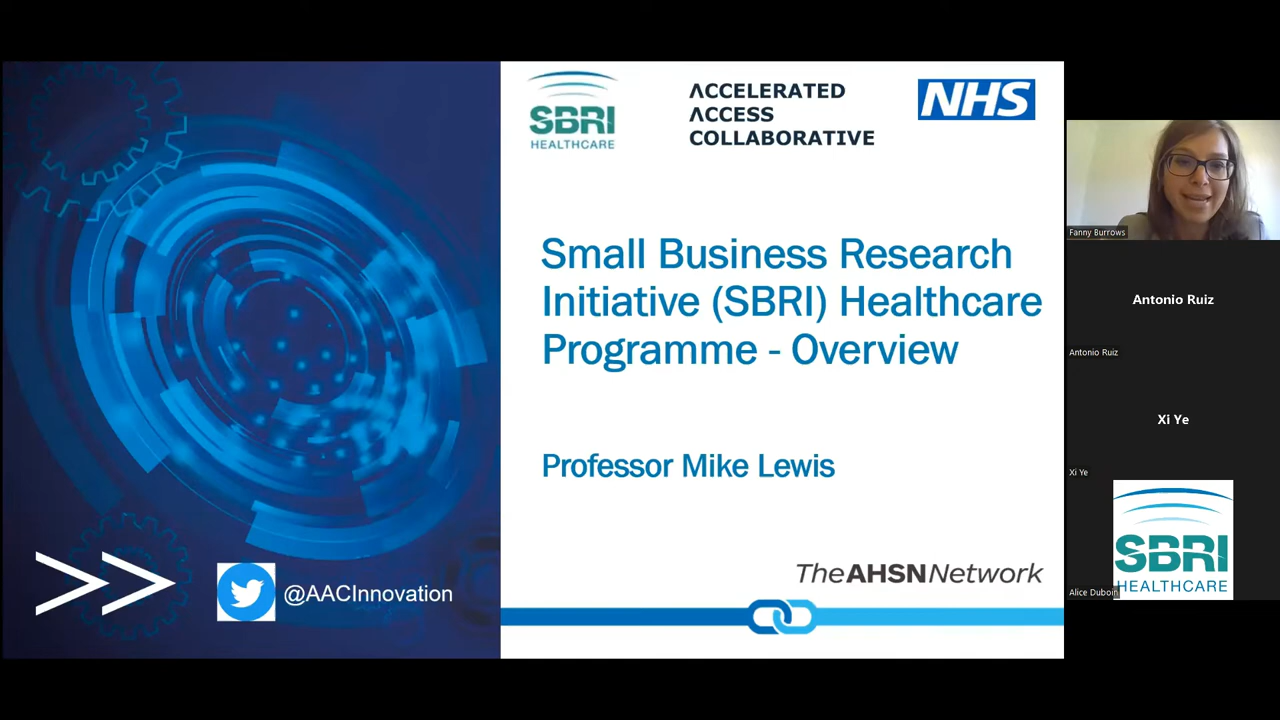 SBRI
HEALTHCARE
ACCELERATED
ACCESS
COLLABORATIVE
NHS
Small Business Research
Initiative (SBRI) Healthcare
Programme - Overview
Professor Mike Lewis
@AACInnovation
TheAHSNNetwork
Fanny Burrows
Antonio Ruiz
Antonio Ruiz
Xi Ye
Xi Ye
SBRI
HEALTHCARE
Alice Duboin